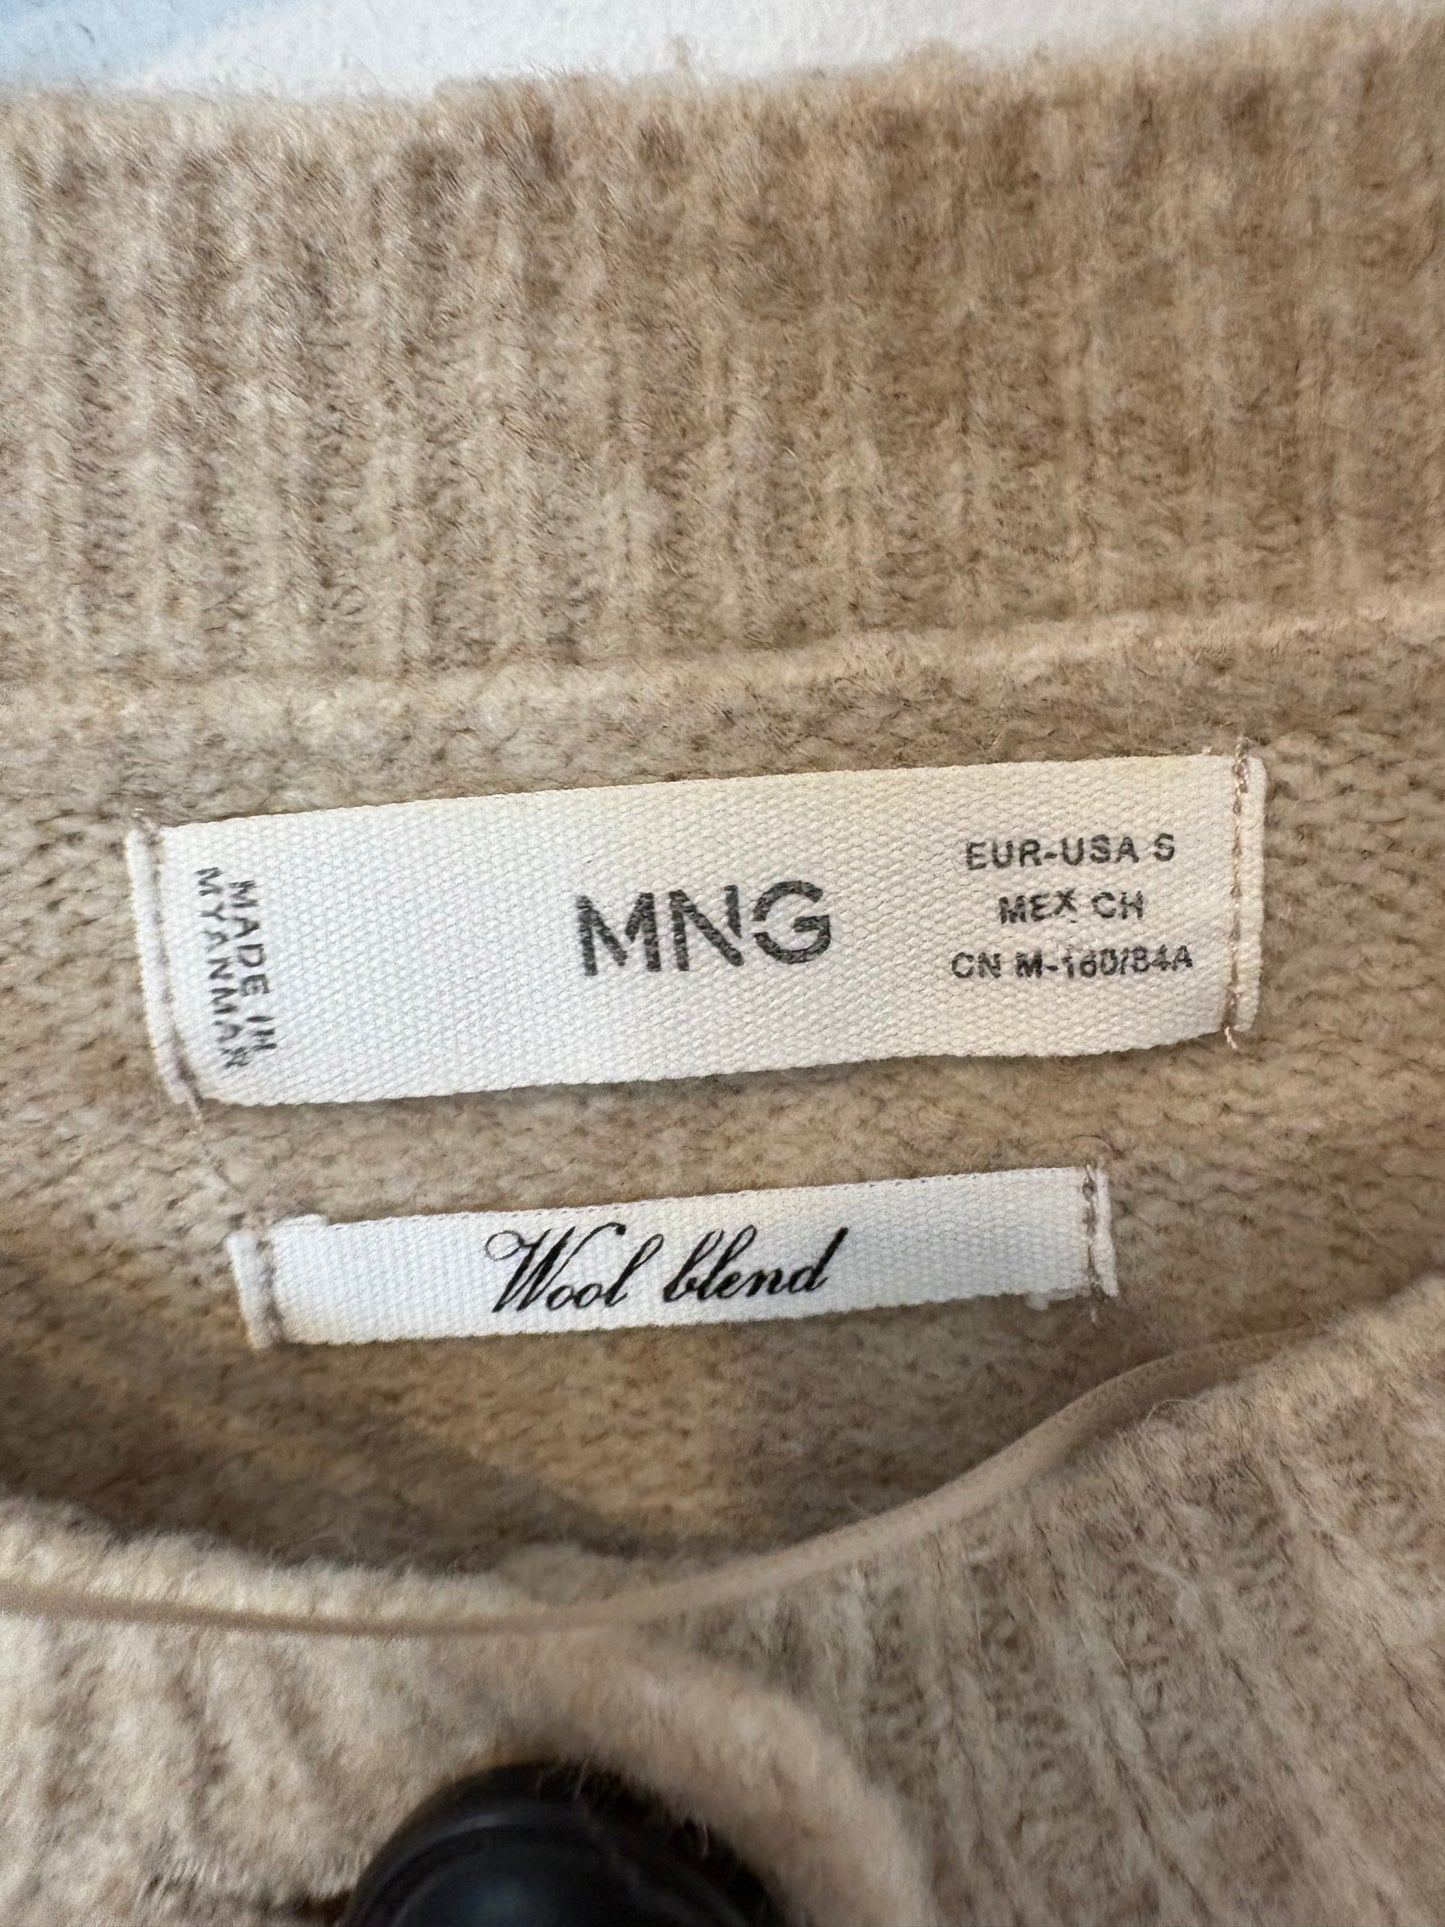 MADE IN
MYANMAR
MNG
EUR-USA S
MEX CH
CN M-160/84A
Wool blend